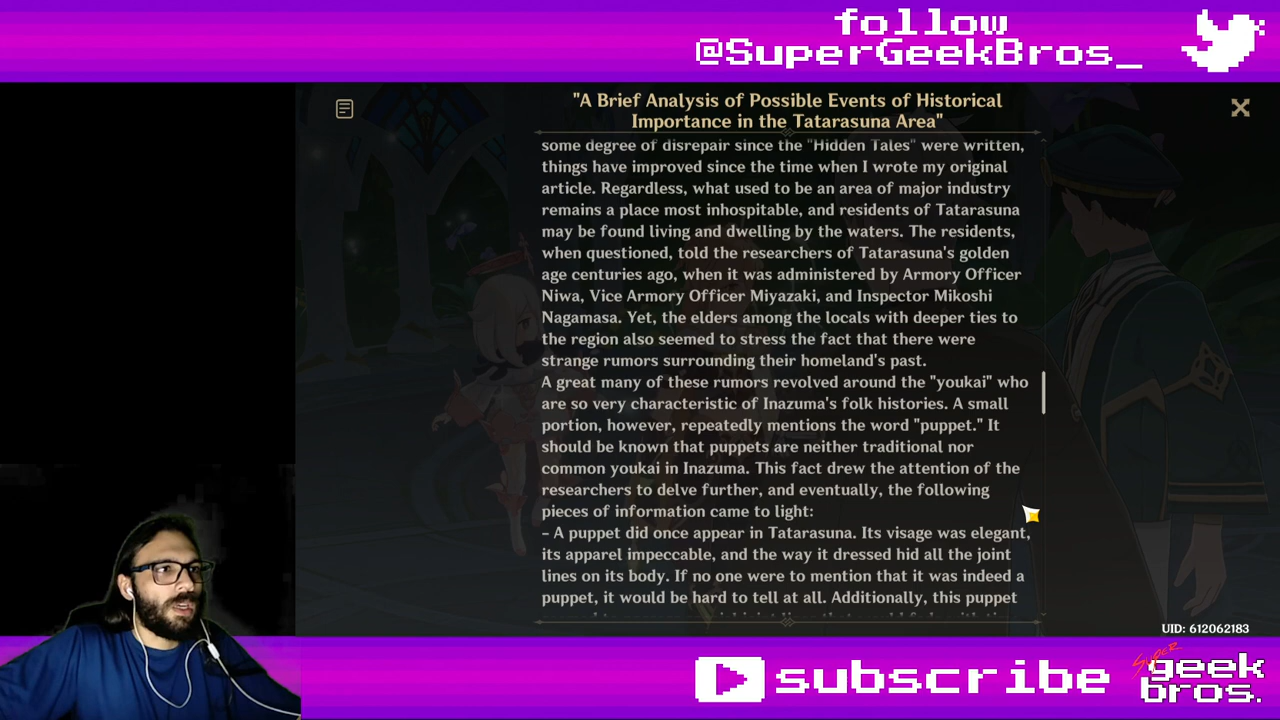 follow
@SuperGeekBros_
"A Brief Analysis of Possible Events of Historical
Importance in the Tatarasuna Area"
some degree of disrepair since the "Hidden Tales" were written,
things have improved since the time when I wrote my original
article. Regardless, what used to be an area of major industry
remains a place most inhospitable, and residents of Tatarasuna
may be found living and dwelling by the waters. The residents,
when questioned, told the researchers of Tatarasuna's golden
age centuries ago, when it was administered by Armory Officer
Niwa, Vice Armory Officer Miyazaki, and Inspector Mikoshi
Nagamasa. Yet, the elders among the locals with deeper ties to
the region also seemed to stress the fact that there were
strange rumors surrounding their homeland's past.
A great many of these rumors revolved around the "youkai" who
are so very characteristic of Inazuma's folk histories. A small
portion, however, repeatedly mentions the word "puppet." It
should be known that puppets are neither traditional nor
common youkai in Inazuma. This fact drew the attention of the
researchers to delve further, and eventually, the following
pieces of information came to light:
– A puppet did once appear in Tatarasuna. Its visage was elegant,
its apparel impeccable, and the way it dressed hid all the joint
lines on its body. If no one were to mention that it was indeed a
puppet, it would be hard to tell at all. Additionally, this puppet
UID: 612062183
subscribe
SUPER
geek
bros.